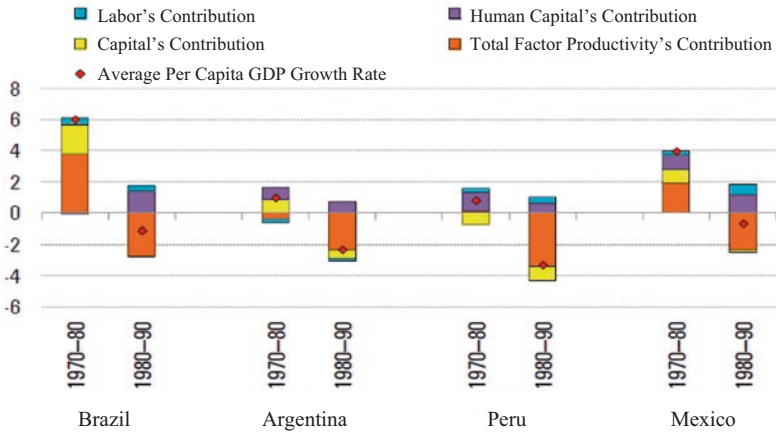 Labor’s Contribution Human Capital’s Contribution
Capital’s Contribution Total Factor Productivity’s Contribution
Average Per Capita GDP Growth Rate
8
6
4
2
0
-2
-4
-6
1970–80 1980–90 1970–80 1980–90 1970–80 1980–90 1970–80 1980–90
Brazil Argentina Peru Mexico